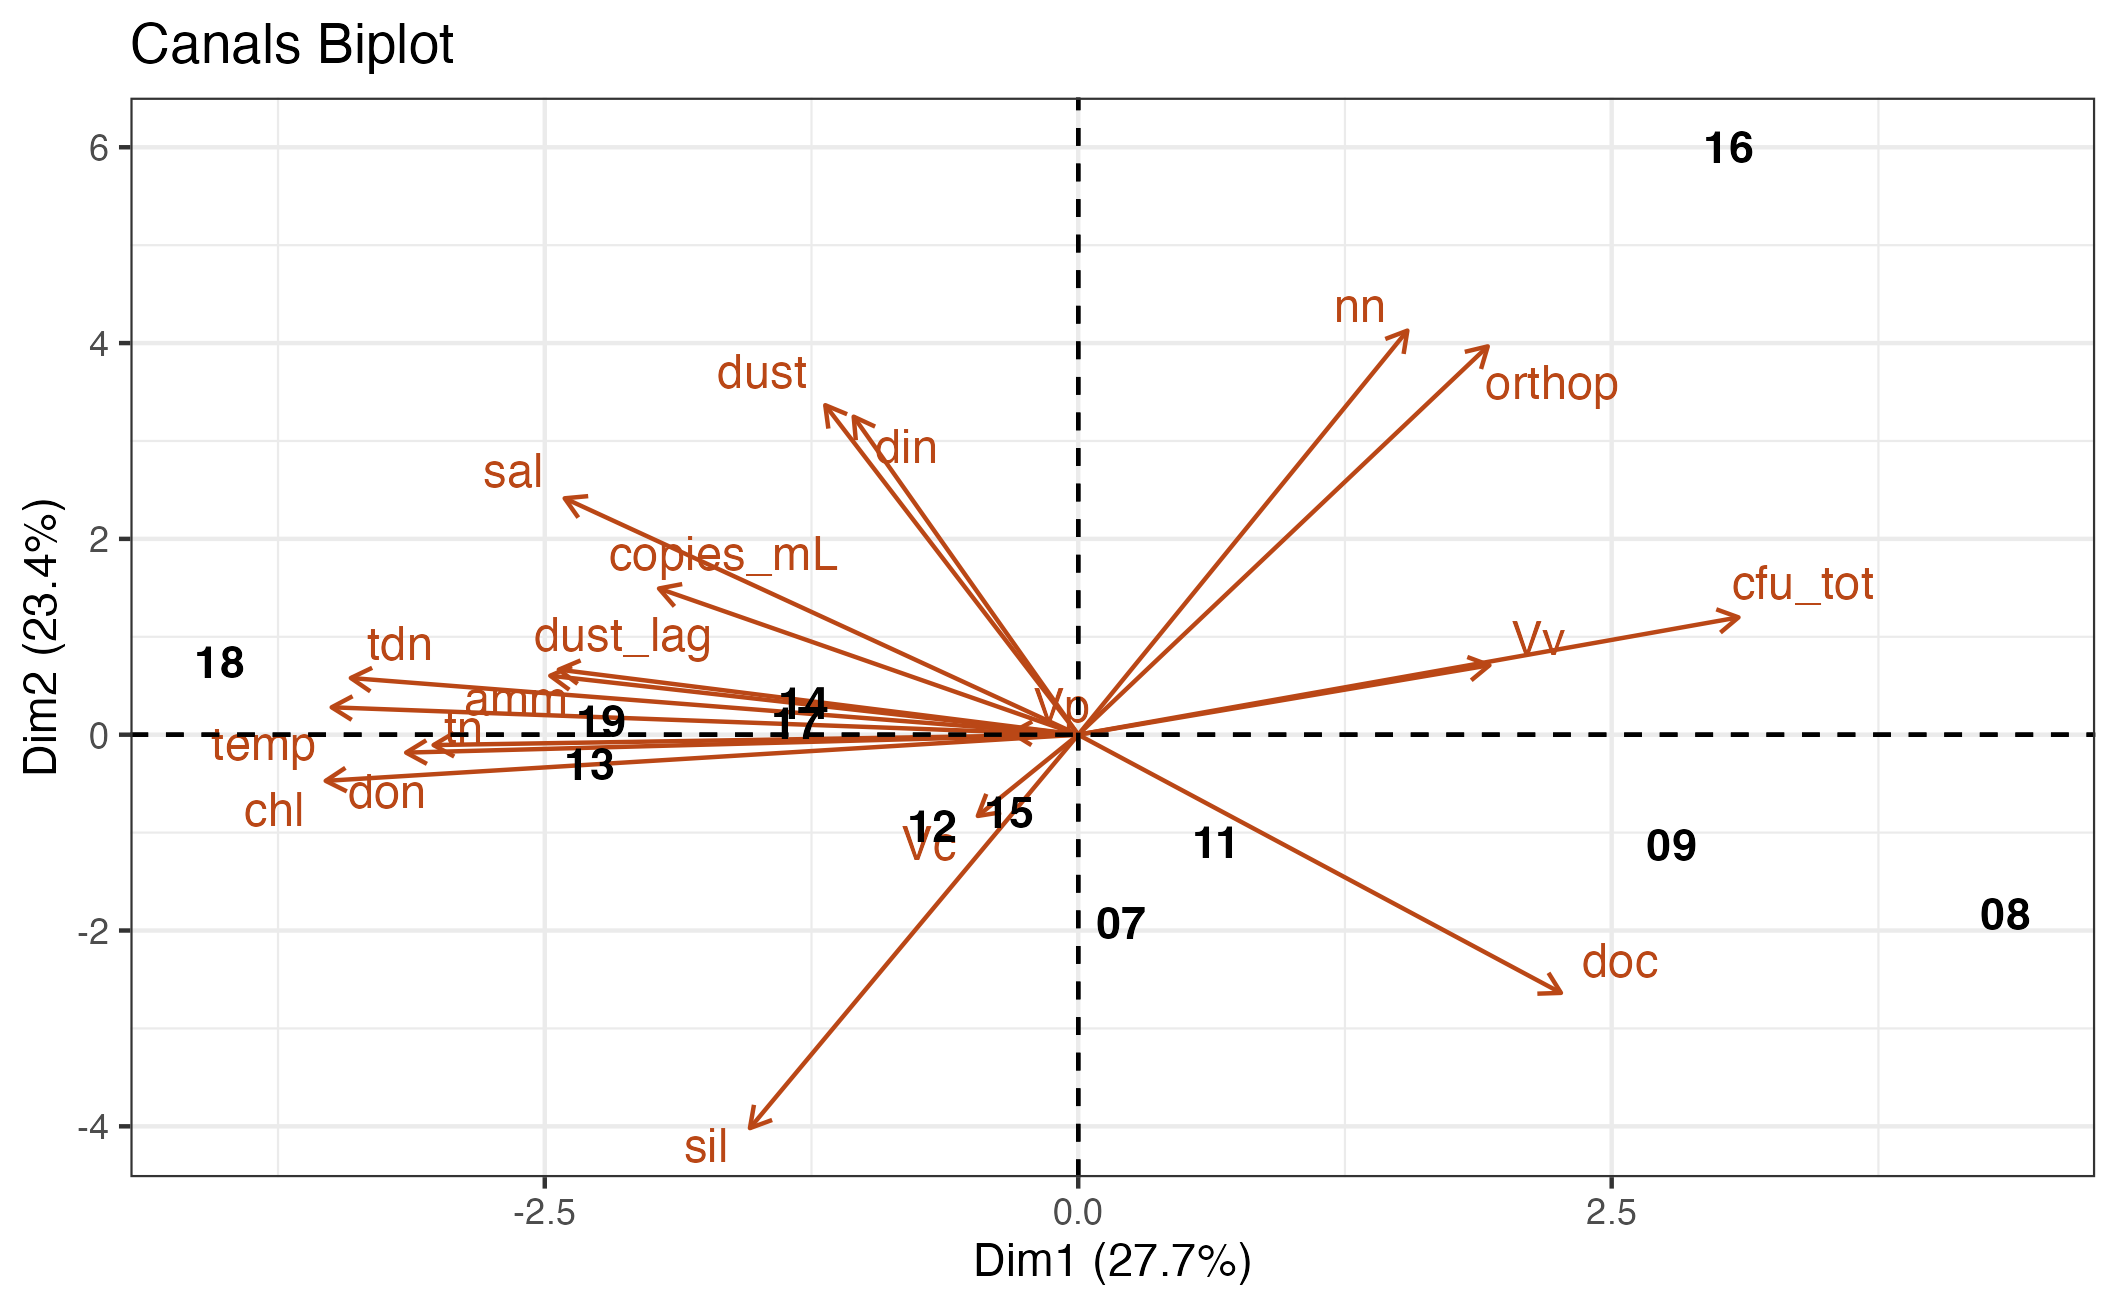 Canals Biplot
6
16
nn
4
dust
orthop
din
sal
2
copies_mL
cfu_tot
dust_lag
Vv
tdn
18
amm
14
Vp
19
17
tn
0
temp
13
don
chl
15
12
Vc
11
09
07
08
-2
doc
-4
sil
-2.5
0.0
2.5
Dim1 (27.7%)
Dim2 (23.4%)